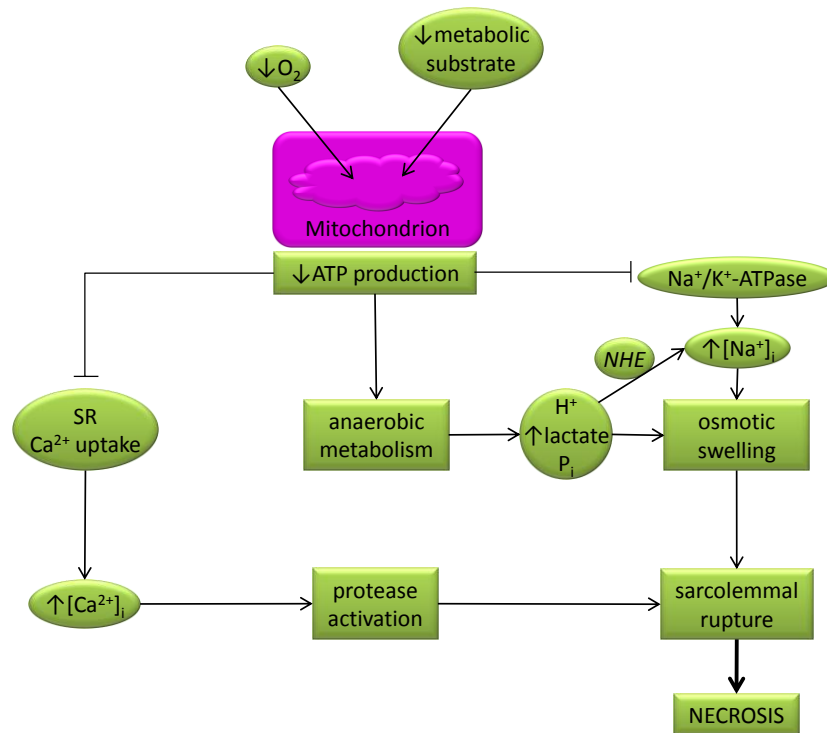 ↓metabolic
substrate
↓O₂
Mitochondrion
↓ATP production
Na⁺/K⁺-ATPase
NHE
↑[Na⁺]ᵢ
SR
Ca²⁺ uptake
anaerobic
metabolism
H⁺
↑lactate
Pᵢ
osmotic
swelling
↑[Ca²⁺]ᵢ
protease
activation
sarcolemmal
rupture
NECROSIS